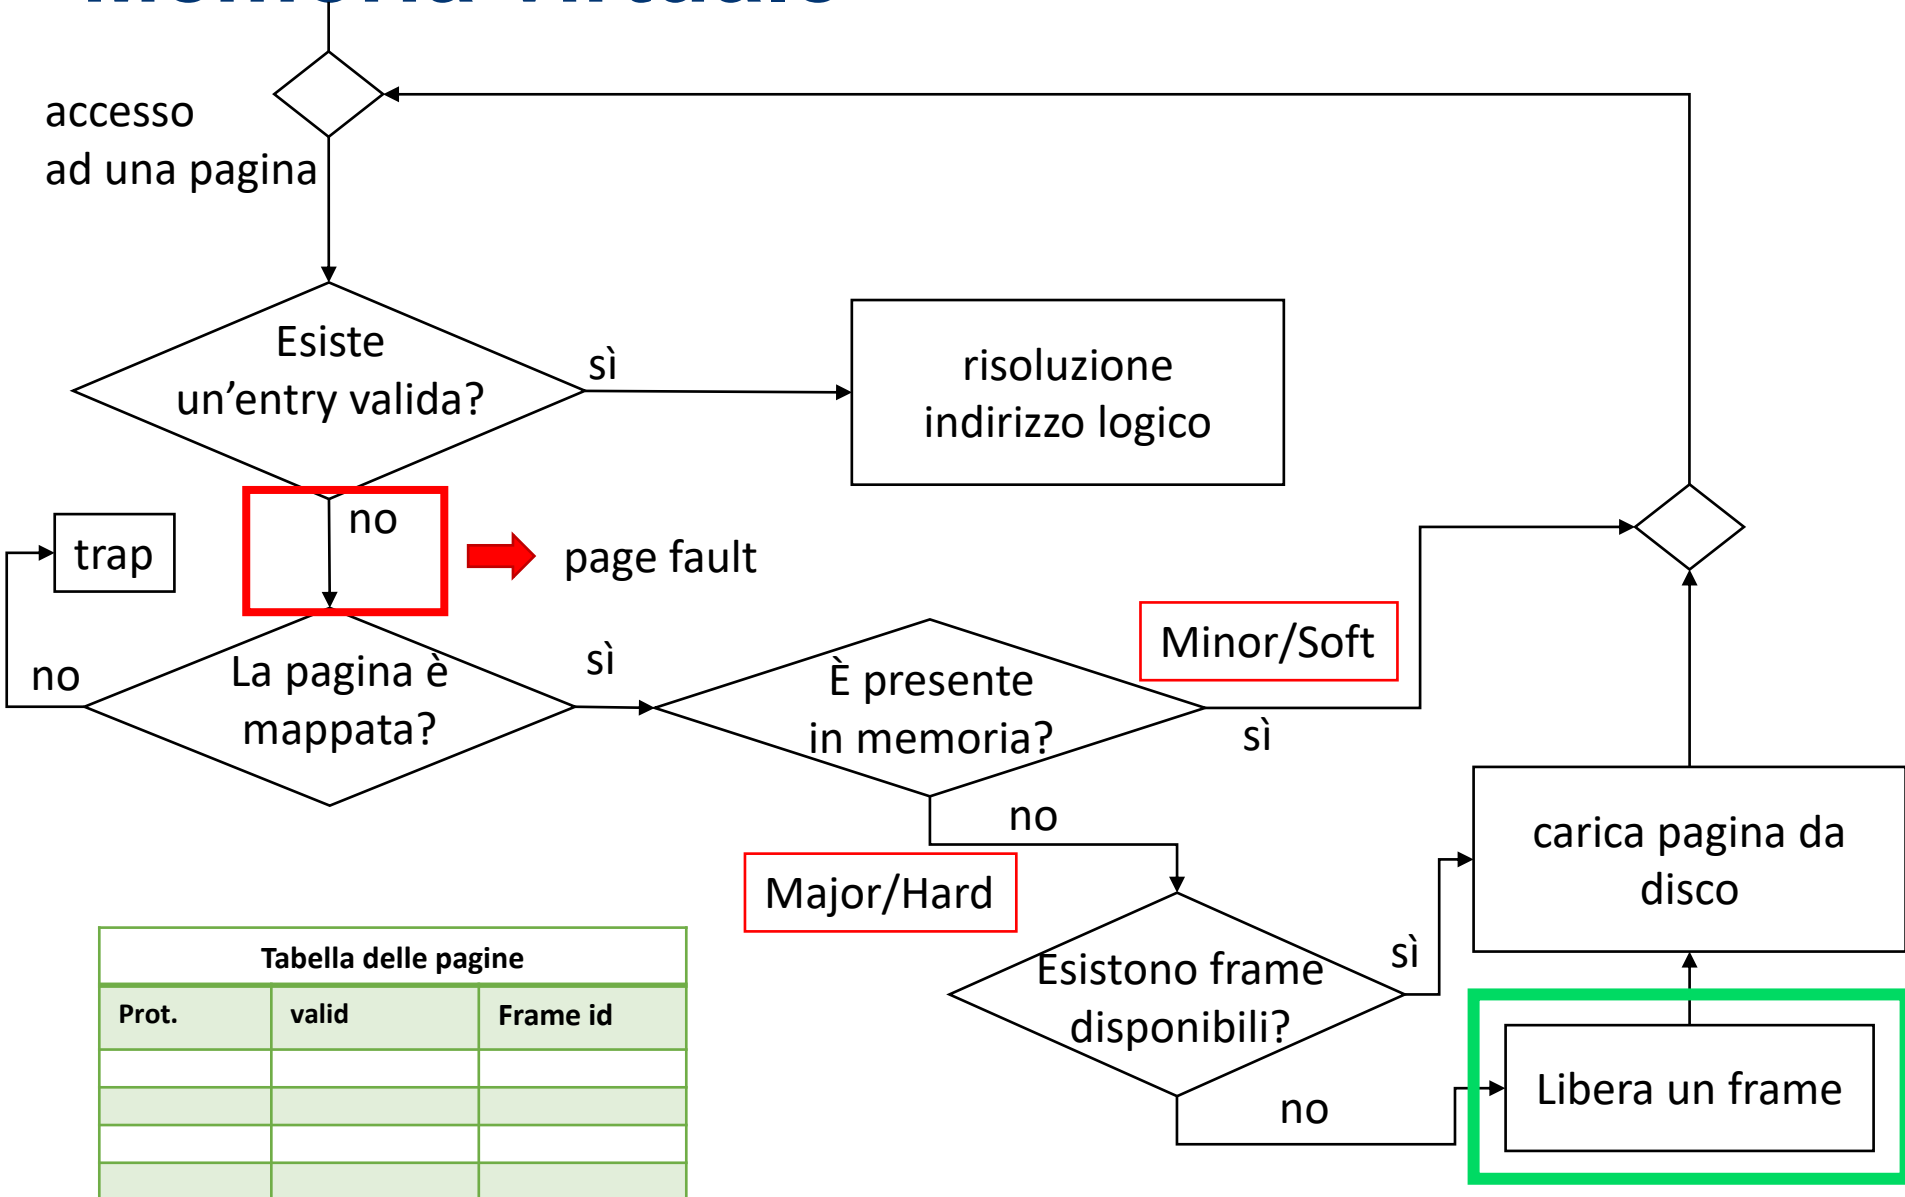 accesso
ad una pagina
Esiste
un’entry valida?
sì
risoluzione
indirizzo logico
no
trap
page fault
no
La pagina è
mappata?
sì
È presente
in memoria?
Minor/Soft
sì
no
Major/Hard
carica pagina da
disco
Esistono frame
disponibili?
sì
no
Libera un frame
Tabella delle pagine
Prot. valid Frame id